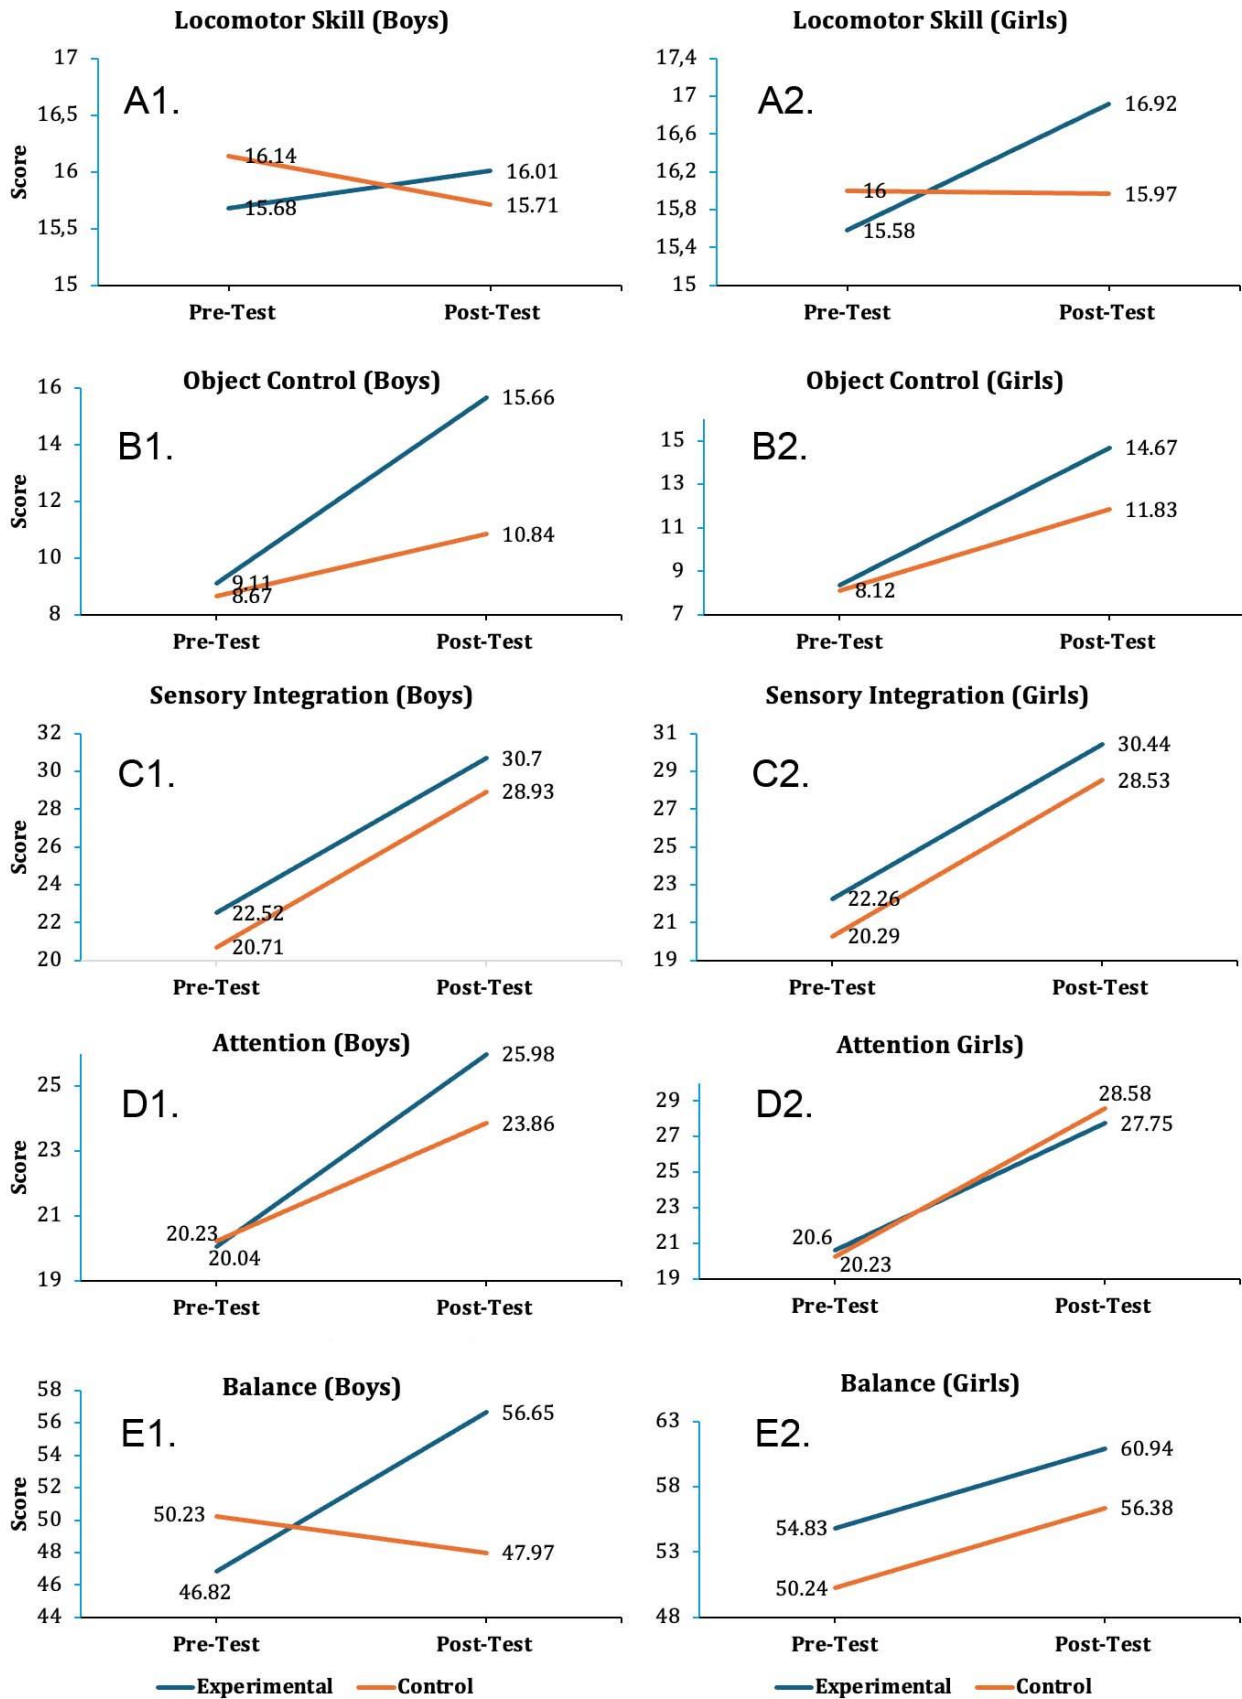 Locomotor Skill (Boys)
A1.
Score
17
16,5
16
15,5
15
16.14
15.68
16.01
15.71
Pre-Test Post-Test
Locomotor Skill (Girls)
A2.
17,4
17
16,6
16,2
15,8
15,4
15
16
15.58
16.92
15.97
Pre-Test Post-Test
Object Control (Boys)
B1.
Score
16
14
12
10
8
9.11
8.67
15.66
10.84
Pre-Test Post-Test
Object Control (Girls)
B2.
15
13
11
9
7
8.12
14.67
11.83
Pre-Test Post-Test
Sensory Integration (Boys)
C1.
Score
32
30
28
26
24
22
20
22.52
20.71
30.7
28.93
Pre-Test Post-Test
Sensory Integration (Girls)
C2.
31
29
27
25
23
21
19
22.26
20.29
30.44
28.53
Pre-Test Post-Test
Attention (Boys)
D1.
Score
25
23
21
19
20.23
20.04
25.98
23.86
Pre-Test Post-Test
Attention Girls)
D2.
29
27
25
23
21
19
20.6
20.23
28.58
27.75
Pre-Test Post-Test
Balance (Boys)
E1.
Score
58
56
54
52
50
48
46
44
50.23
46.82
56.65
47.97
Pre-Test Post-Test
Balance (Girls)
E2.
63
58
53
48
54.83
50.24
60.94
56.38
Pre-Test Post-Test
Experimental Control
Experimental Control